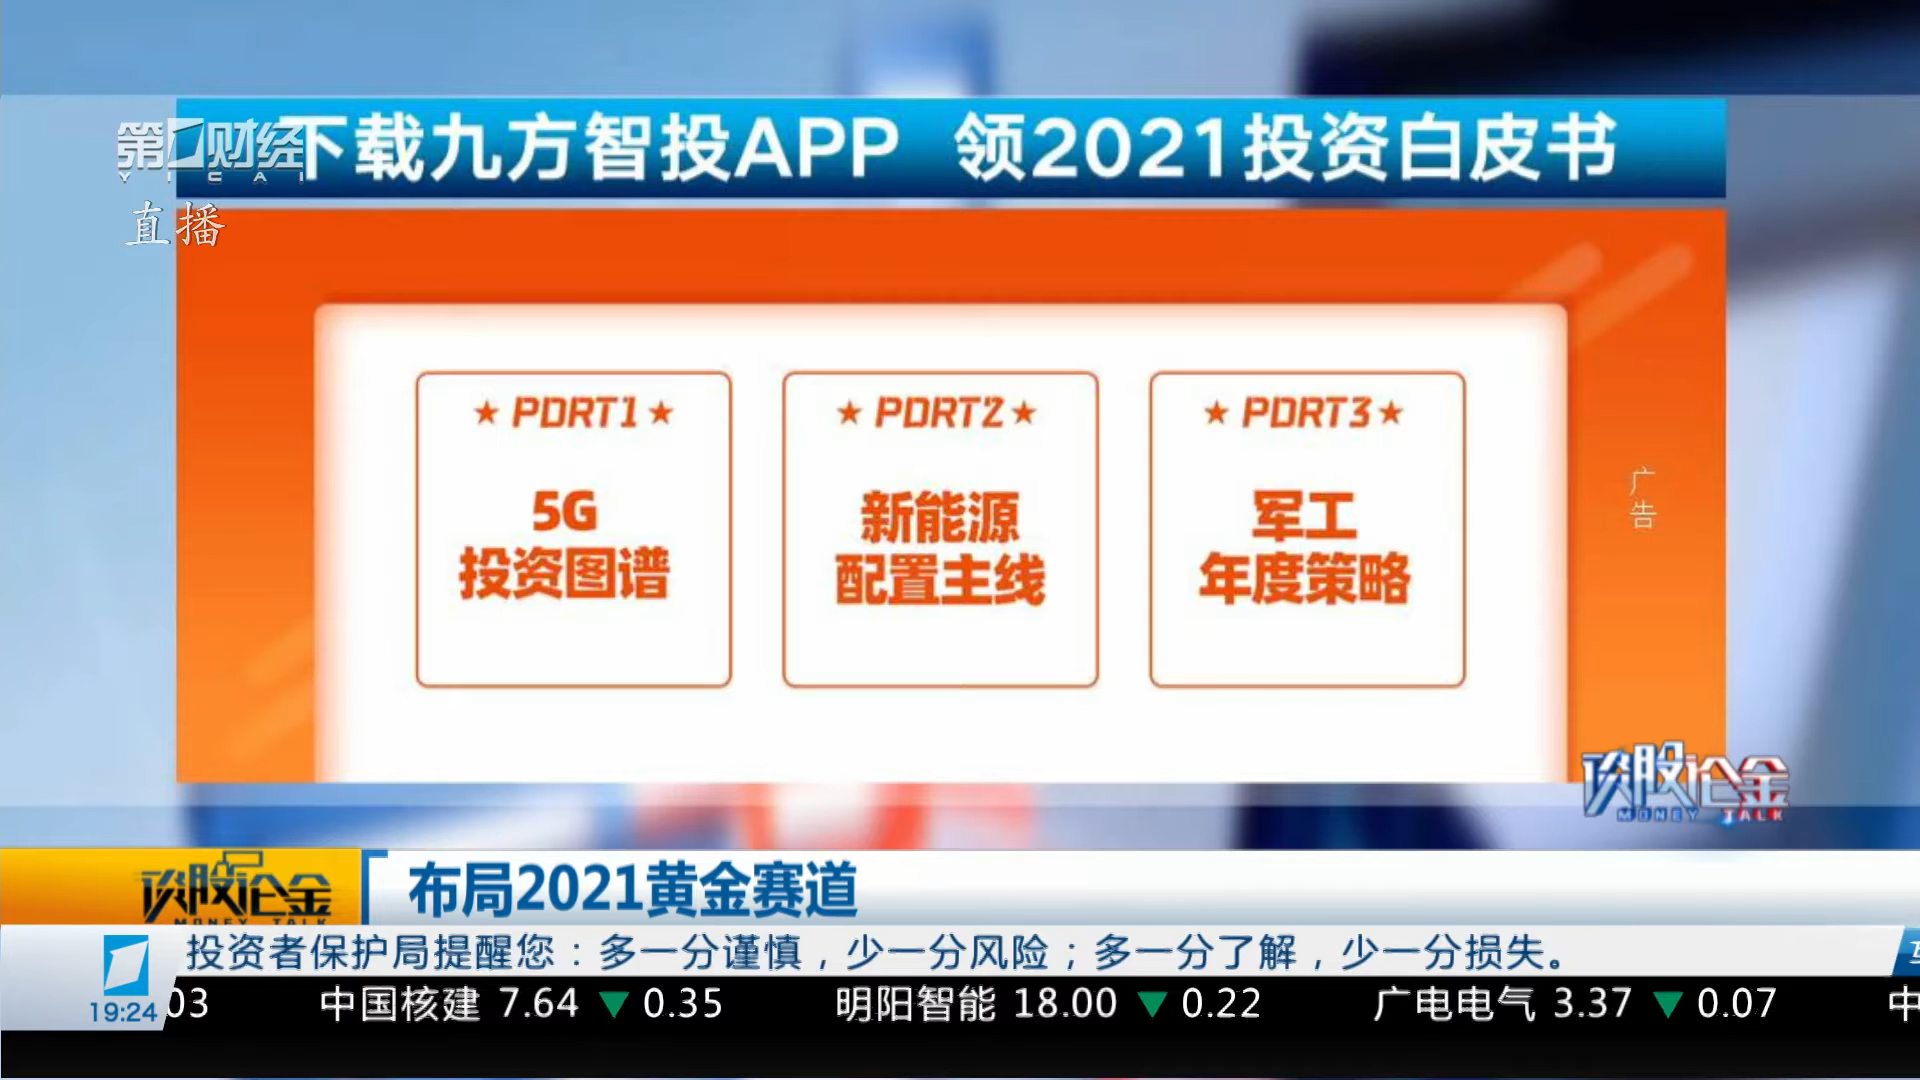 下载九方智投APP 领2021投资白皮书
第一财经
YICAI
直播
★ PORT1 ★
5G
投资图谱
★ PORT2 ★
新能源
配置主线
★ PORT3 ★
军工
年度策略
广告
谈股论金
MONEY TALK
谈股论金
MONEY TALK
布局2021黄金赛道
投资者保护局提醒您：多一分谨慎，少一分风险；多一分了解，少一分损失。
19:24
03 中国核建 7.64 ▼ 0.35 明阳智能 18.00 ▼ 0.22 广电电气 3.37 ▼ 0.07 中